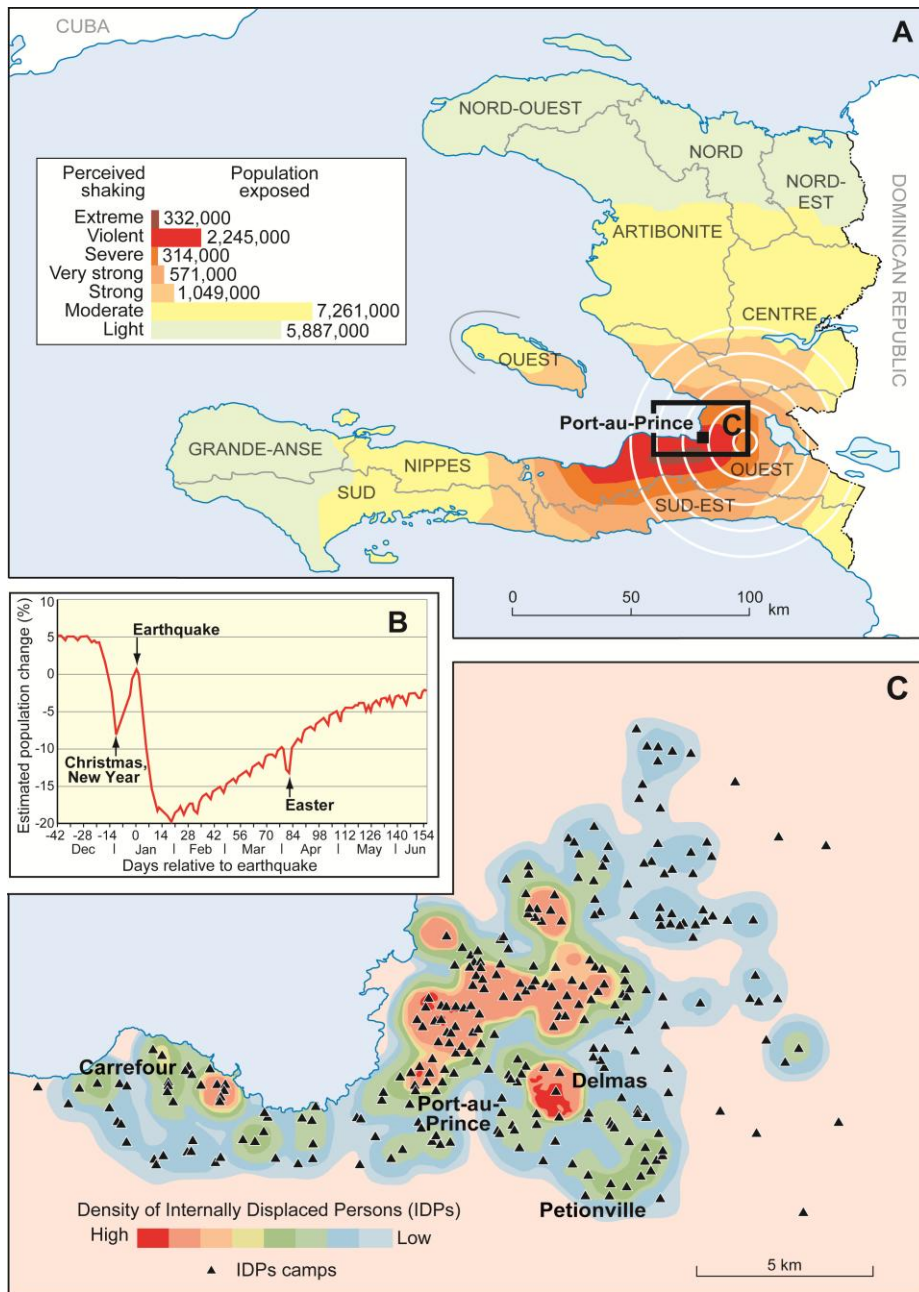 CUBA
A
NORD-OUEST
NORD
NORD-
EST
DOMINICAN REPUBLIC
Perceived shaking
Population exposed
Extreme 332,000
Violent 2,245,000
Severe 314,000
Very strong 571,000
Strong 1,049,000
Moderate 7,261,000
Light 5,887,000
ARTIBONITE
CENTRE
OUEST
Port-au-Prince
C
GRANDE-ANSE
NIPPES
SUD
OUEST
SUD-EST
0 50 100
km
B
Estimated population change (%)
10
5
0
-5
-10
-15
-20
Earthquake
Christmas,
New Year
Easter
-42 -28 -14 0 14 28 42 56 70 84 98 112 126 140 154
Dec Jan Feb Mar Apr May Jun
Days relative to earthquake
C
Carrefour
Delmas
Port-au-
Prince
Petionville
Density of Internally Displaced Persons (IDPs)
High Low
IDPs camps
5 km